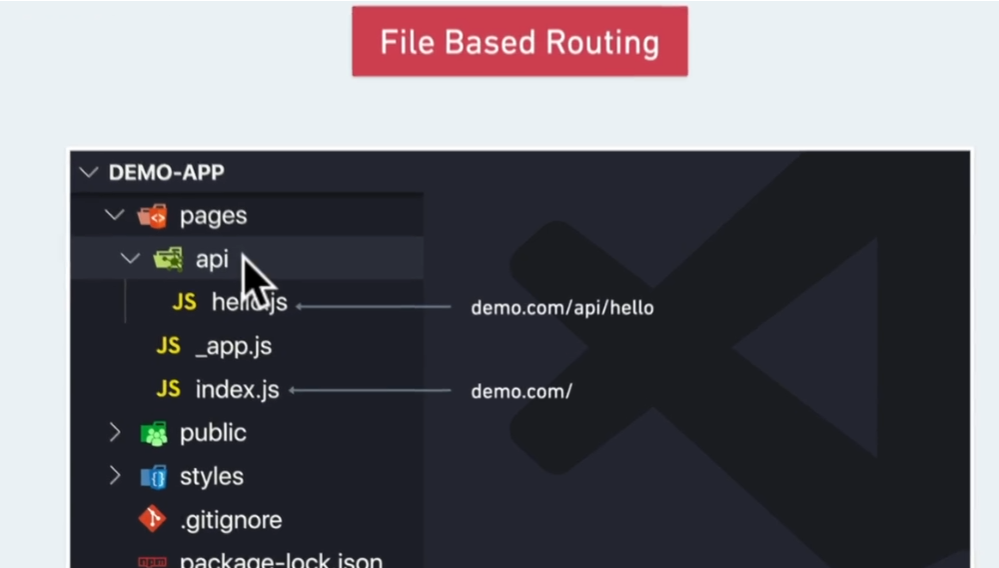 File Based Routing
DEMO-APP
pages
api
JS hello.js demo.com/api/hello
JS _app.js
JS index.js demo.com/
public
styles
.gitignore
npm package-lock.json